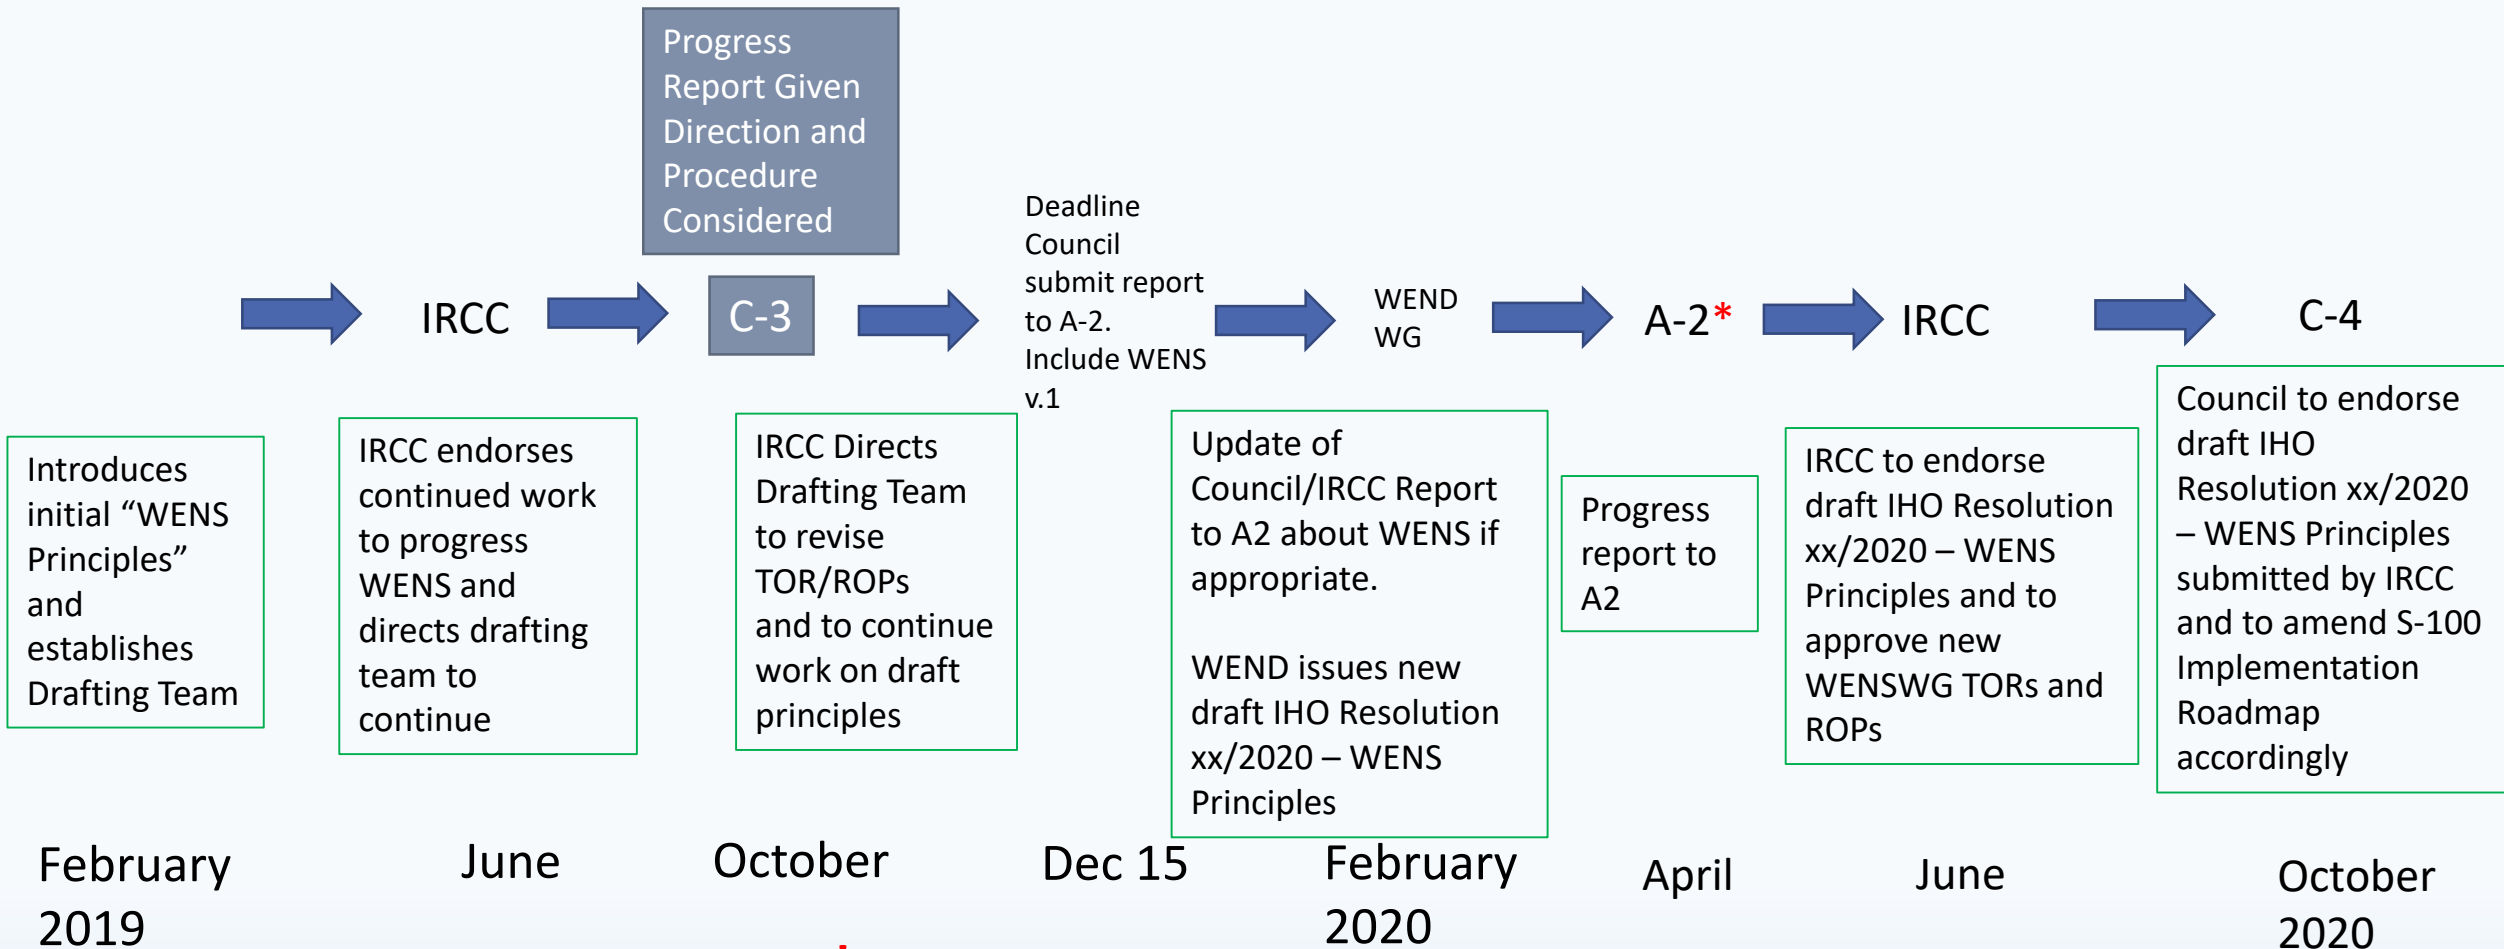 Progress
Report Given
Direction and
Procedure
Considered
IRCC
C-3
Deadline
Council
submit report
to A-2.
Include WENS
v.1
WEND
WG
A-2*
IRCC
C-4
Introduces
initial “WENS
Principles”
and
establishes
Drafting Team
IRCC endorses
continued work
to progress
WENS and
directs drafting
team to
continue
IRCC Directs
Drafting Team
to revise
TOR/ROPs
and to continue
work on draft
principles
Update of
Council/IRCC Report
to A2 about WENS if
appropriate.
WEND issues new
draft IHO Resolution
xx/2020 – WENS
Principles
Progress
report to
A2
IRCC to endorse
draft IHO Resolution
xx/2020 – WENS
Principles and to
approve new
WENSWG TORs and
ROPs
Council to endorse
draft IHO
Resolution xx/2020
– WENS Principles
submitted by IRCC
and to amend S-100
Implementation
Roadmap
accordingly
February
2019
June
October
Dec 15
February
2020
April
June
October
2020